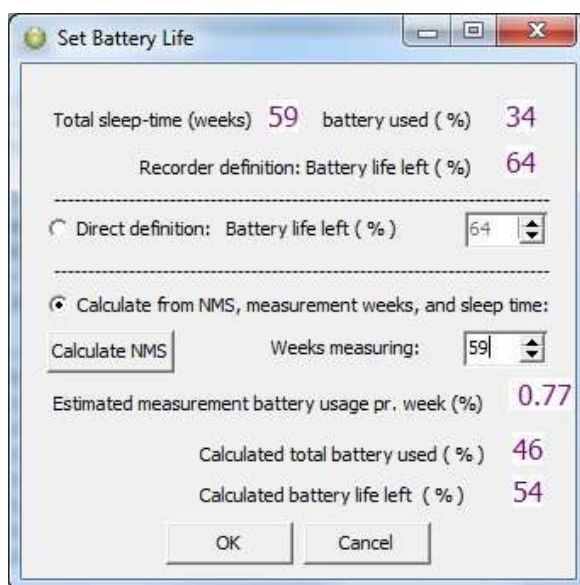 Set Battery Life
Total sleep-time (weeks) 59 battery used ( %) 34
Recorder definition: Battery life left ( %) 64
Direct definition: Battery life left ( % ) 64
Calculate from NMS, measurement weeks, and sleep time:
Calculate NMS Weeks measuring: 59
Estimated measurement battery usage pr. week (%) 0.77
Calculated total battery used ( % ) 46
Calculated battery life left ( % ) 54
OK Cancel